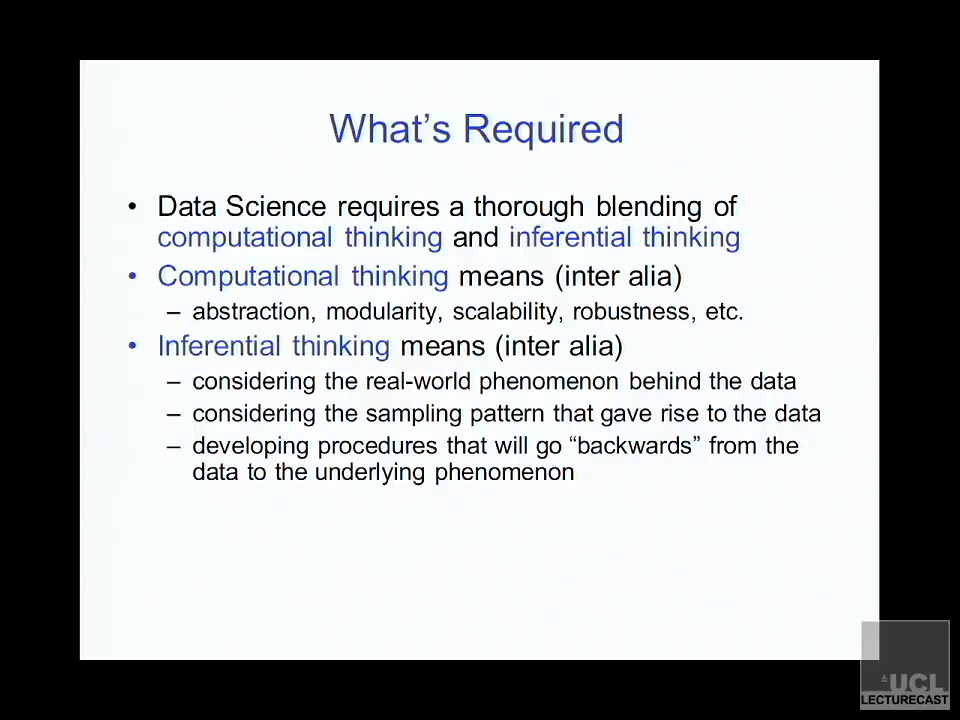 What's Required
• Data Science requires a thorough blending of
computational thinking and inferential thinking
• Computational thinking means (inter alia)
– abstraction, modularity, scalability, robustness, etc.
• Inferential thinking means (inter alia)
– considering the real-world phenomenon behind the data
– considering the sampling pattern that gave rise to the data
– developing procedures that will go “backwards” from the
data to the underlying phenomenon
UCL
LECTURECAST